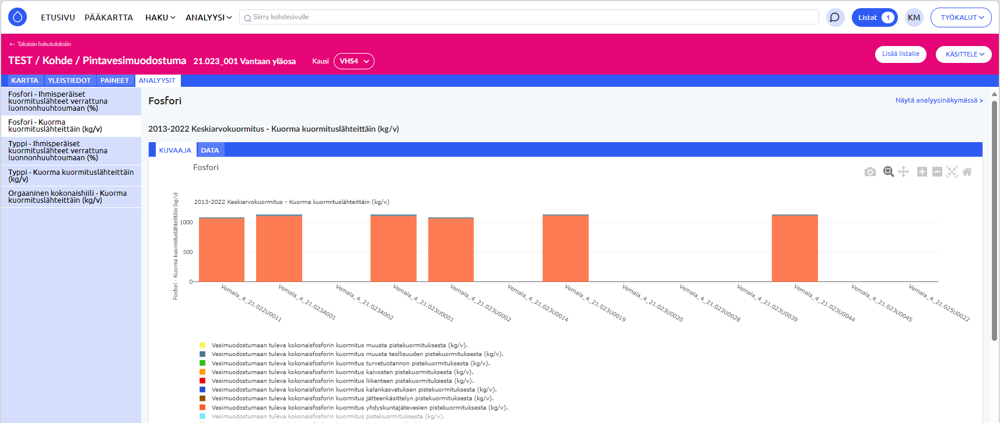 ETUSIVU PÄÄKARTTA HAKU ANALYYSI Siirry kohdesivulle Listat 1 KM TYÖKALUT
← Takaisin hakutuloksiin
TEST / Kohde / Pintavesimuodostuma 21.023_001 Vantaan yläosa Kausi VHS4 Lisää listalle KÄSITTELE
KARTTA YLEISTIEDOT PAINEET ANALYYSIT
Fosfori - Ihmisperäiset
kuormituslähteet verrattuna
luonnonhuuhtoumaan (%)
Fosfori - Kuorma
kuormituslähteittäin (kg/v)
Typpi - Ihmisperäiset
kuormituslähteet verrattuna
luonnonhuuhtoumaan (%)
Typpi - Kuorma kuormituslähteittäin
(kg/v)
Orgaaninen kokonaishiili - Kuorma
kuormituslähteittäin (kg/v)
Fosfori
Näytä analyysinäkymässä >
2013-2022 Keskiarvokuormitus - Kuorma kuormituslähteittäin (kg/v)
KUVAAJA DATA
Fosfori
2013-2022 Keskiarvokuormitus - Kuorma kuormituslähteittäin (kg/v)
Fosfori - Kuorma kuormituslähteittäin (kg/v)
1000
500
0
Vemala_4_21.022U0011
Vemala_4_21.023A001
Vemala_4_21.023A002
Vemala_4_21.023U0001
Vemala_4_21.023U0002
Vemala_4_21.023U0014
Vemala_4_21.023U0019
Vemala_4_21.023U0020
Vemala_4_21.023U0028
Vemala_4_21.023U0039
Vemala_4_21.023U0044
Vemala_4_21.023U0045
Vemala_4_21.025U0022
Vesimuodostumaan tuleva kokonaisfosforin kuormitus muusta pistekuormituksesta (kg/v).
Vesimuodostumaan tuleva kokonaisfosforin kuormitus muusta teollisuuden pistekuormituksesta (kg/v).
Vesimuodostumaan tuleva kokonaisfosforin kuormitus turvetuotannon pistekuormituksesta (kg/v).
Vesimuodostumaan tuleva kokonaisfosforin kuormitus kaivosten pistekuormituksesta (kg/v).
Vesimuodostumaan tuleva kokonaisfosforin kuormitus liikenteen pistekuormituksesta (kg/v).
Vesimuodostumaan tuleva kokonaisfosforin kuormitus kalankasvatuksen pistekuormituksesta (kg/v).
Vesimuodostumaan tuleva kokonaisfosforin kuormitus jätteenkäsittelyn pistekuormituksesta (kg/v).
Vesimuodostumaan tuleva kokonaisfosforin kuormitus yhdyskuntajätevesien pistekuormituksesta (kg/v).
Vesimuodostumaan tuleva kokonaisfosforin kuormitus pistekuormituksesta (kg/v).